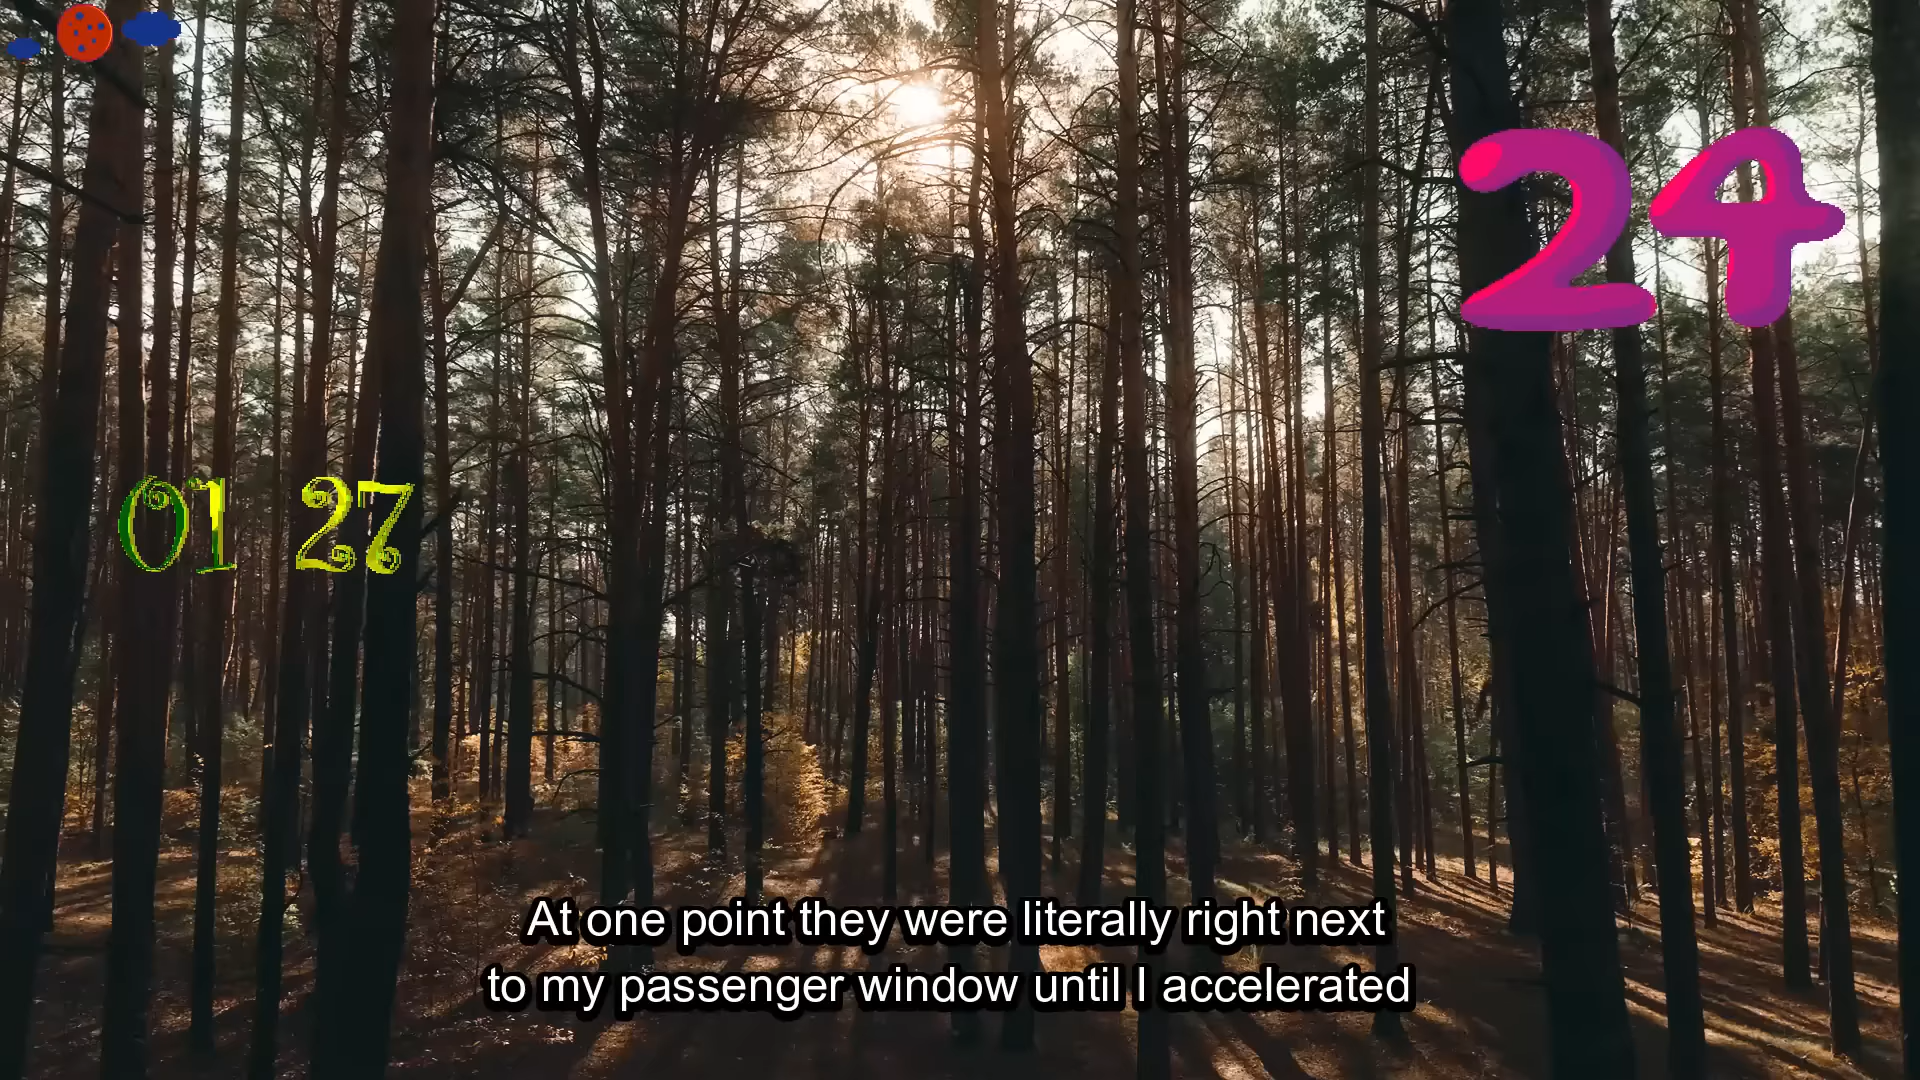 24
01 27
At one point they were literally right next
to my passenger window until I accelerated